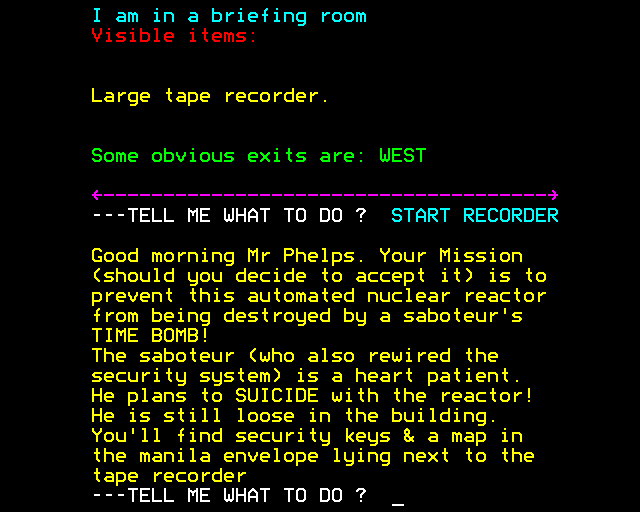 I am in a briefing room
Visible items:
Large tape recorder.
Some obvious exits are: WEST
---TELL ME WHAT TO DO ?  START RECORDER
Good morning Mr Phelps. Your Mission
(should you decide to accept it) is to
prevent this automated nuclear reactor
from being destroyed by a saboteur's
TIME BOMB!
The saboteur (who also rewired the
security system) is a heart patient.
He plans to SUICIDE with the reactor!
He is still loose in the building.
You'll find security keys & a map in
the manila envelope lying next to the
tape recorder
---TELL ME WHAT TO DO ?  _